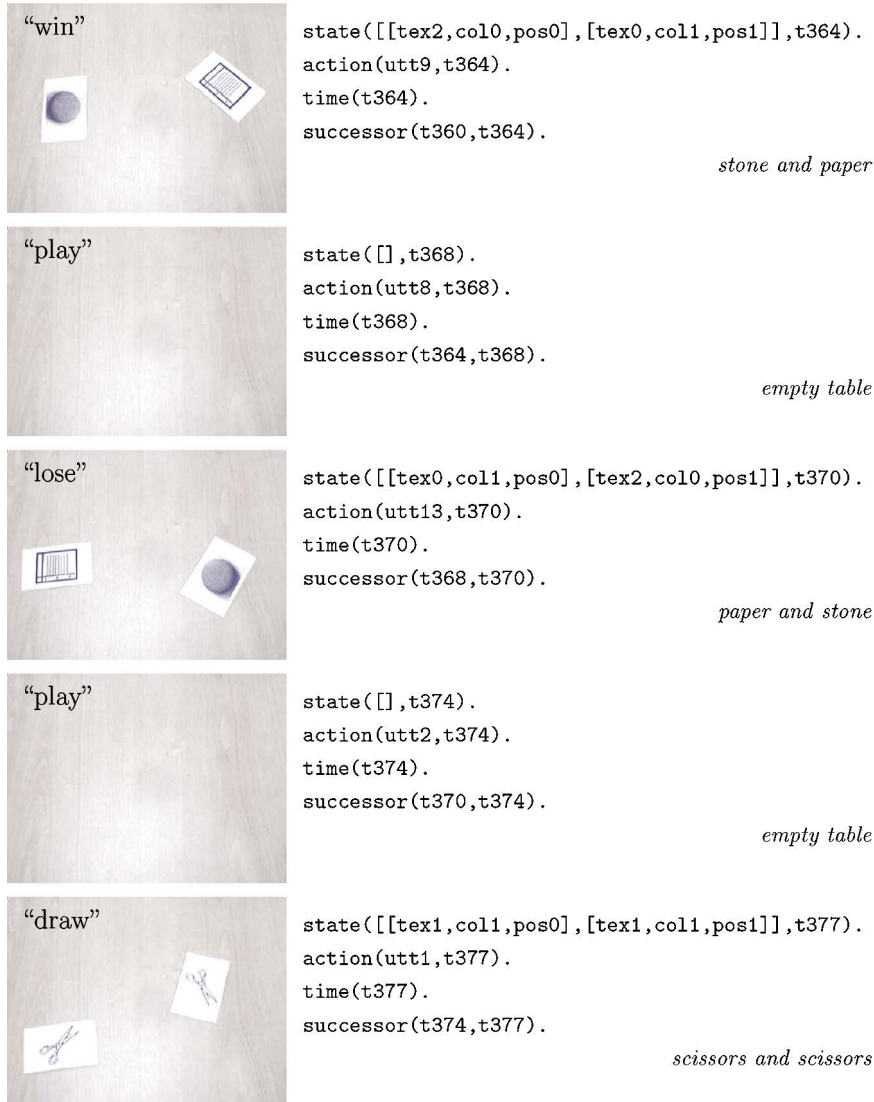 “win”
state([[tex2,col0,pos0],[tex0,col1,pos1]],t364).
action(utt9,t364).
time(t364).
successor(t360,t364).
stone and paper
“play”
state([],t368).
action(utt8,t368).
time(t368).
successor(t364,t368).
empty table
“lose”
state([[tex0,col1,pos0],[tex2,col0,pos1]],t370).
action(utt13,t370).
time(t370).
successor(t368,t370).
paper and stone
“play”
state([],t374).
action(utt2,t374).
time(t374).
successor(t370,t374).
empty table
“draw”
state([[tex1,col1,pos0],[tex1,col1,pos1]],t377).
action(utt1,t377).
time(t377).
successor(t374,t377).
scissors and scissors